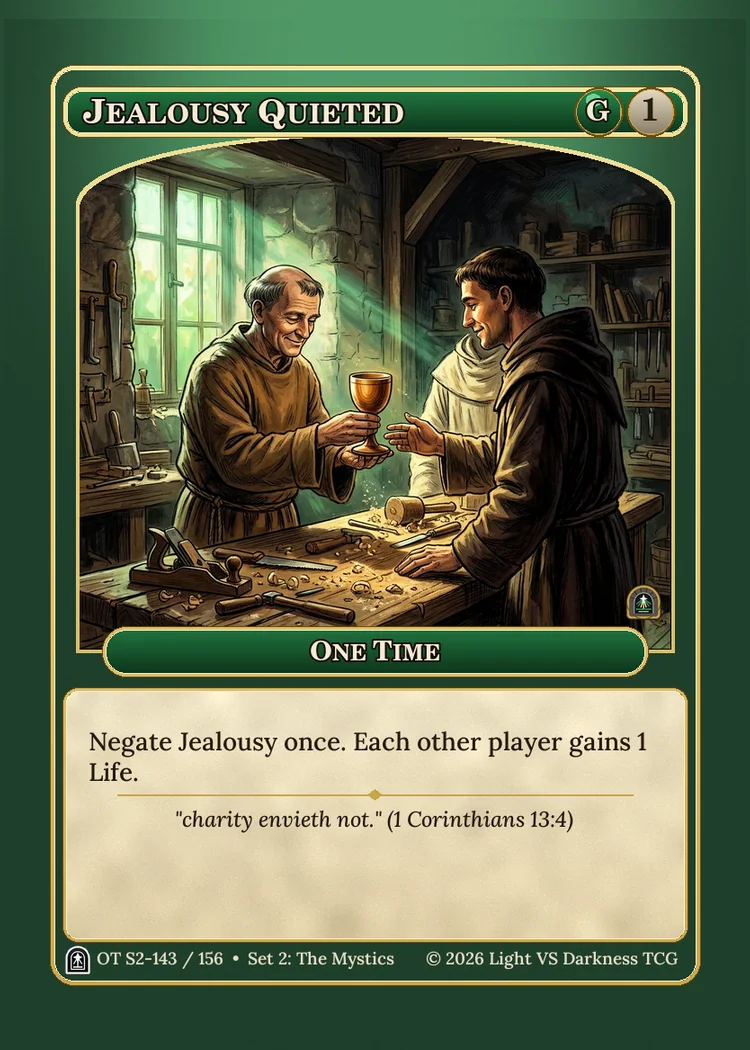 Jealousy Quieted
G 1
One Time
Negate Jealousy once. Each other player gains 1
Life.
"charity envieth not." (1 Corinthians 13:4)
OT S2-143 / 156 • Set 2: The Mystics © 2026 Light VS Darkness TCG